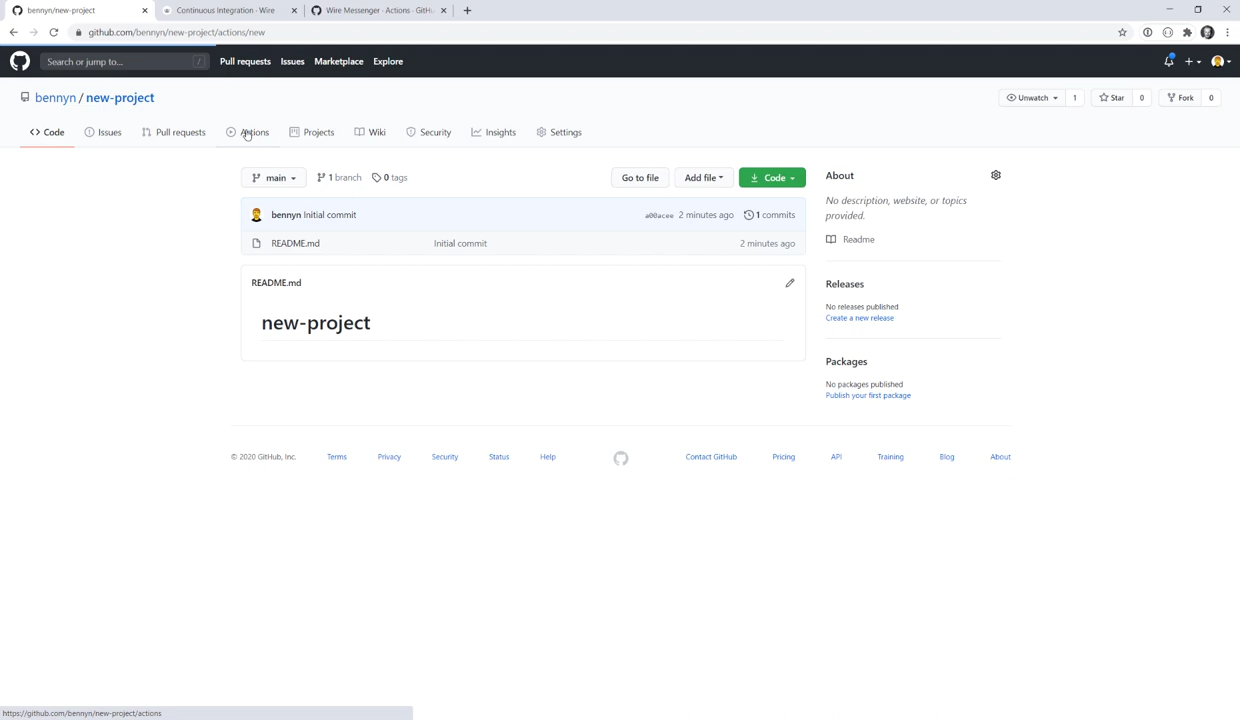 bennyn/new-project
Continuous Integration - Wire
Wire Messenger · Actions · GitHu
github.com/bennyn/new-project/actions/new
Search or jump to... /
Pull requests Issues Marketplace Explore
bennyn / new-project
Unwatch 1 Star 0 Fork 0
Code Issues Pull requests Actions Projects Wiki Security Insights Settings
main 1 branch 0 tags Go to file Add file Code
bennyn Initial commit a00acee 2 minutes ago 1 commits
README.md Initial commit 2 minutes ago
README.md
new-project
About
No description, website, or topics
provided.
Readme
Releases
No releases published
Create a new release
Packages
No packages published
Publish your first package
© 2020 GitHub, Inc. Terms Privacy Security Status Help Contact GitHub Pricing API Training Blog About
https://github.com/bennyn/new-project/actions